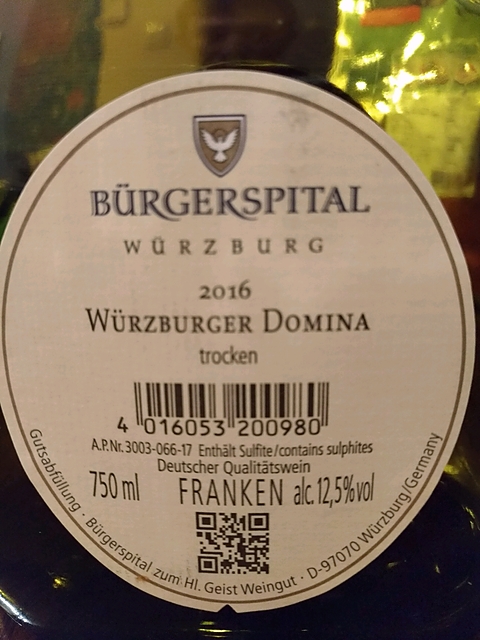 BÜRGERSPITAL
WÜRZBURG
2016
WÜRZBURGER DOMINA
trocken
4 016053 200980
A.P.Nr. 3003-066-17 Enthält Sulfite/contains sulphites
Deutscher Qualitätswein
750 ml FRANKEN alc. 12,5% vol
Gutsabfüllung · Bürgerspital zum Hl. Geist Weingut · D-97070 Würzburg/Germany